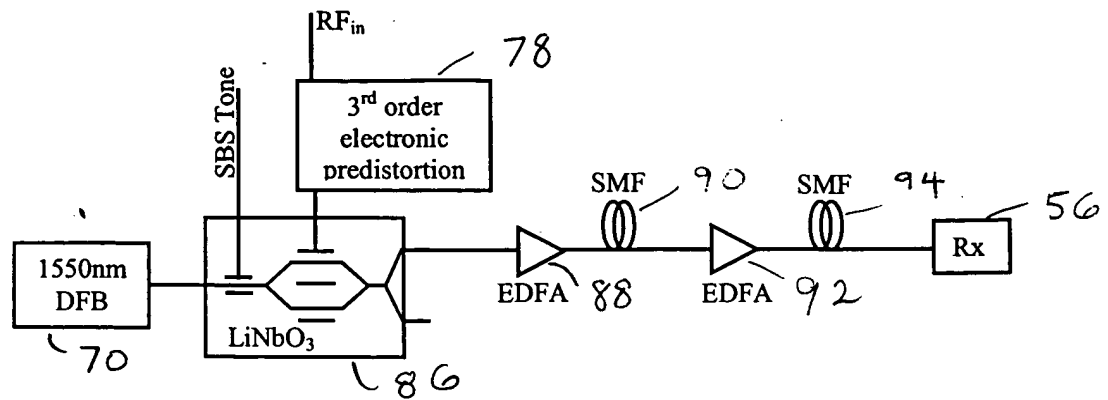 RFin
78
SBS Tone
3rd order
electronic
predistortion
SMF
90
SMF
94
56
1550nm
DFB
Rx
EDFA
88
EDFA
92
LiNbO3
70
86